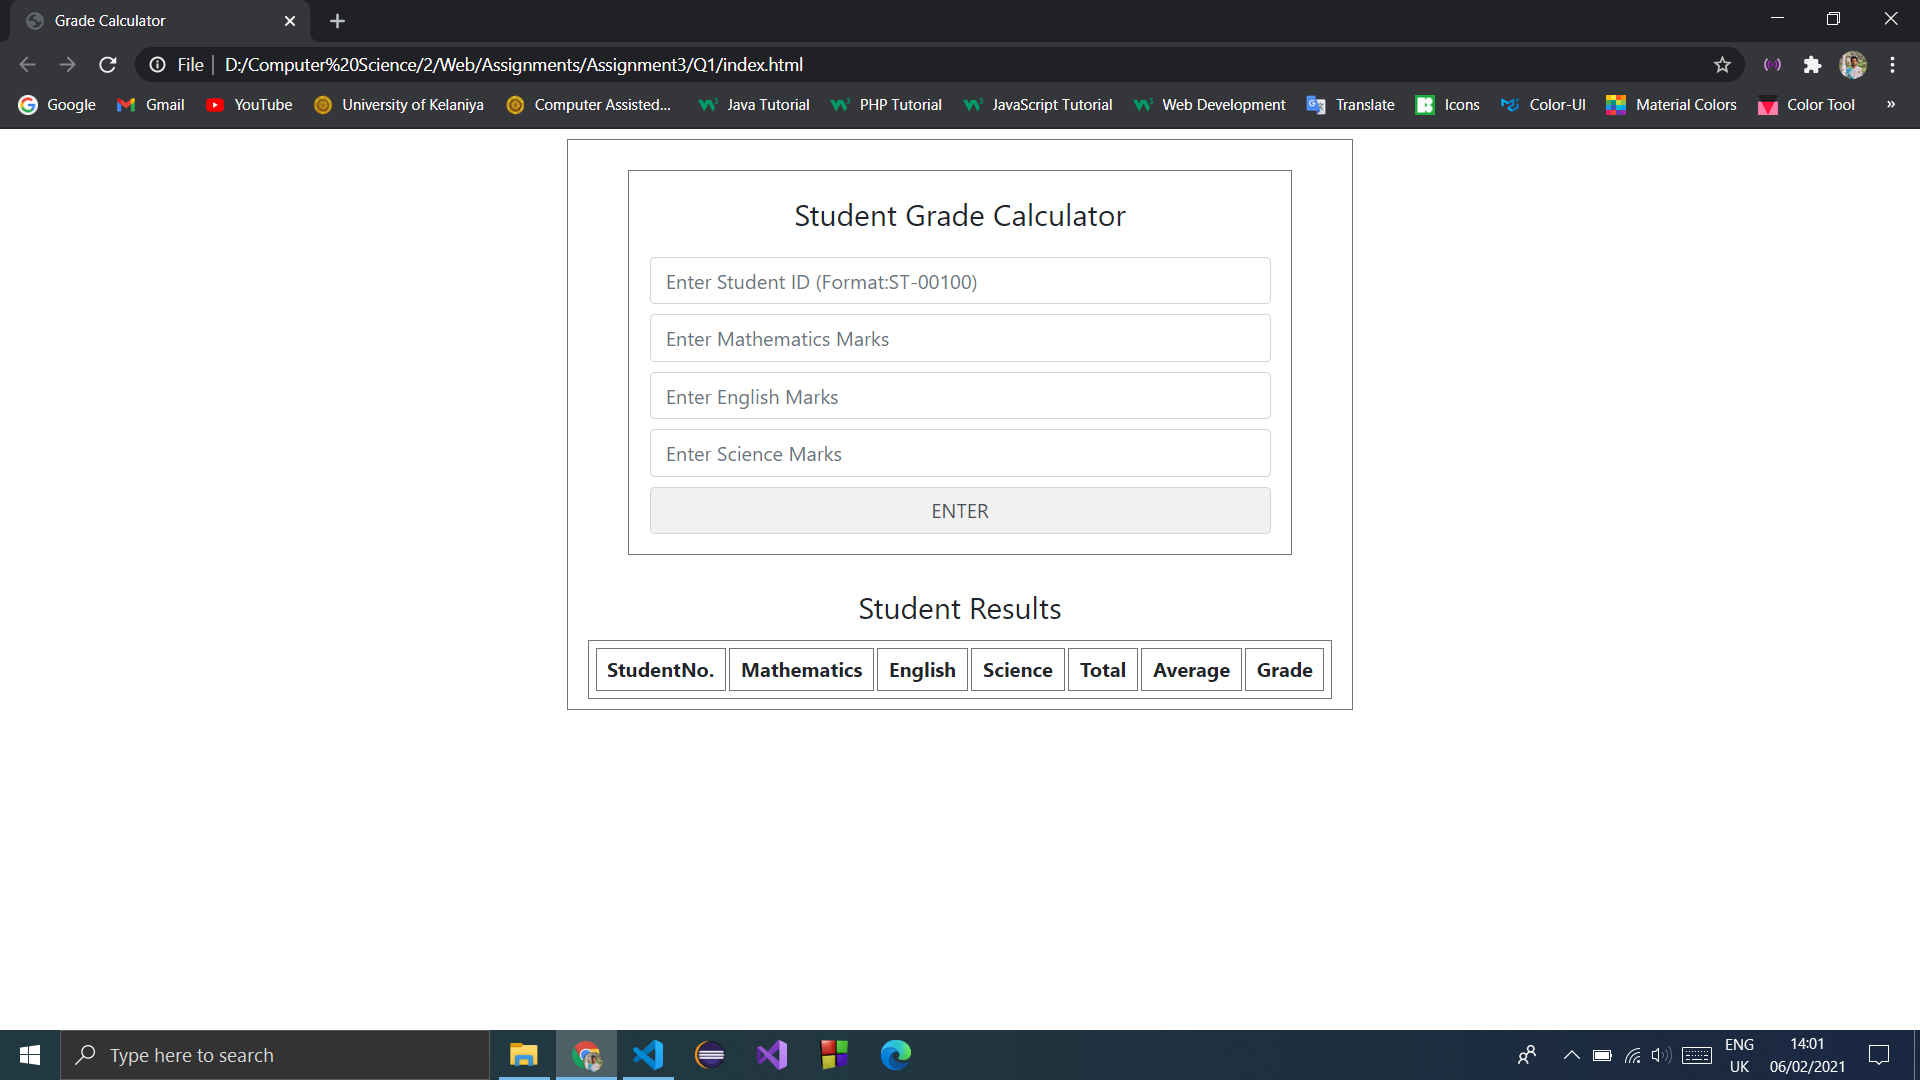 Grade Calculator
File
D:/Computer%20Science/2/Web/Assignments/Assignment3/Q1/index.html
Google Gmail YouTube University of Kelaniya Computer Assisted... Java Tutorial PHP Tutorial JavaScript Tutorial Web Development Translate Icons Color-UI Material Colors Color Tool »
Student Grade Calculator
Enter Student ID (Format:ST-00100)
Enter Mathematics Marks
Enter English Marks
Enter Science Marks
ENTER
Student Results
StudentNo. Mathematics English Science Total Average Grade
Type here to search
ENG
UK
14:01
06/02/2021